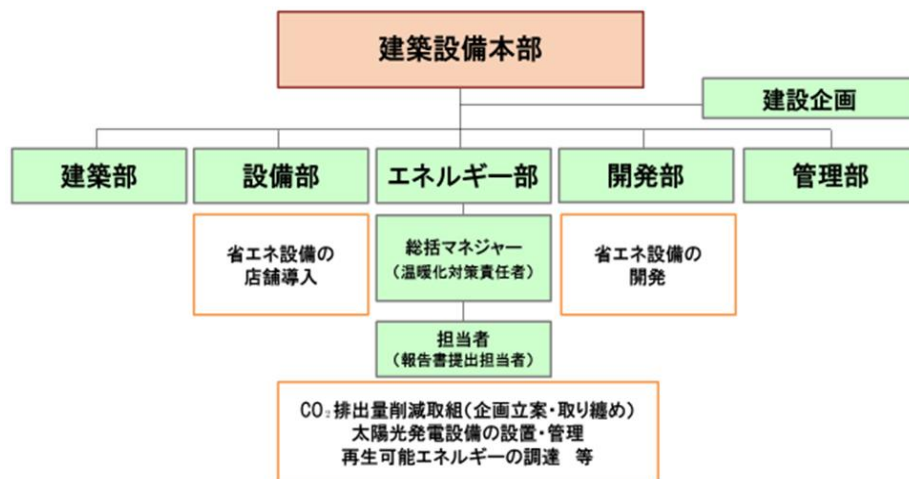 建築設備本部
建設企画
建築部
設備部
エネルギー部
開発部
管理部
省エネ設備の
店舗導入
総括マネジャー
（温暖化対策責任者）
省エネ設備の
開発
担当者
（報告書提出担当者）
CO₂排出量削減取組（企画立案・取り纏め）
太陽光発電設備の設置・管理
再生可能エネルギーの調達　等